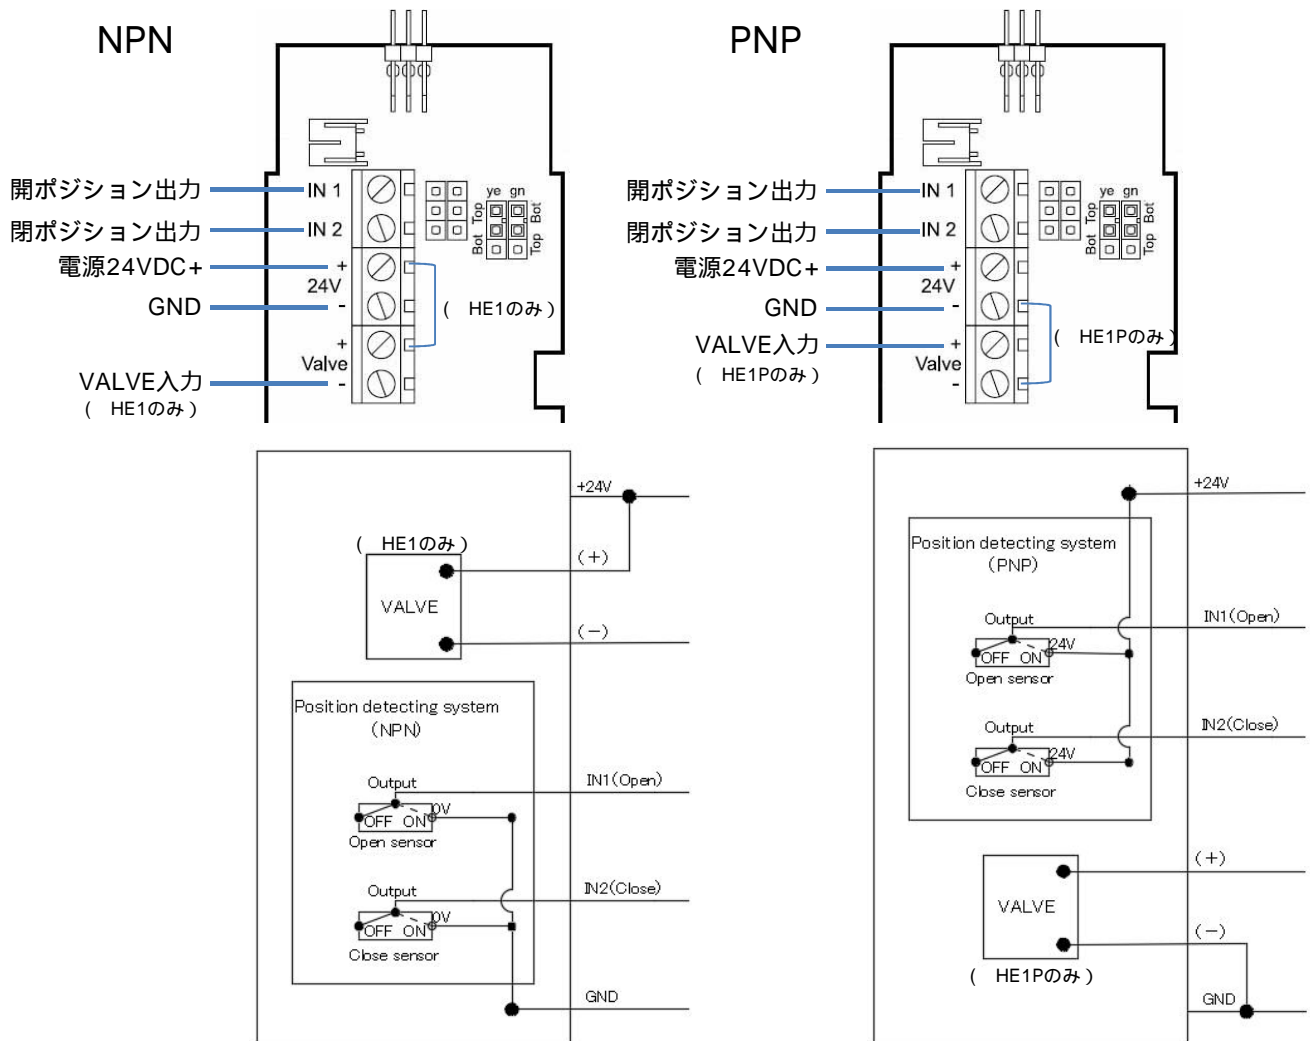 NPN
開ポジション出力
IN 1
閉ポジション出力
IN 2
電源24VDC+
+
24V
GND
-
( HE1のみ )
+
Valve
VALVE入力
-
( HE1のみ )
ye gn
Top
Bot
Bot
Top
PNP
開ポジション出力
IN 1
閉ポジション出力
IN 2
電源24VDC+
+
24V
GND
-
VALVE入力
+
( HE1Pのみ )
Valve
( HE1Pのみ )
-
ye gn
Top
Bot
Bot
Top
+24V
( HE1のみ )
(+)
VALVE
(-)
Position detecting system
(NPN)
Output
IN1(Open)
0V
OFF ON
Open sensor
Output
IN2(Close)
0V
OFF ON
Close sensor
GND
+24V
Position detecting system
(PNP)
Output
IN1(Open)
24V
OFF ON
Open sensor
Output
IN2(Close)
24V
OFF ON
Close sensor
(+)
VALVE
(-)
( HE1Pのみ )
GND